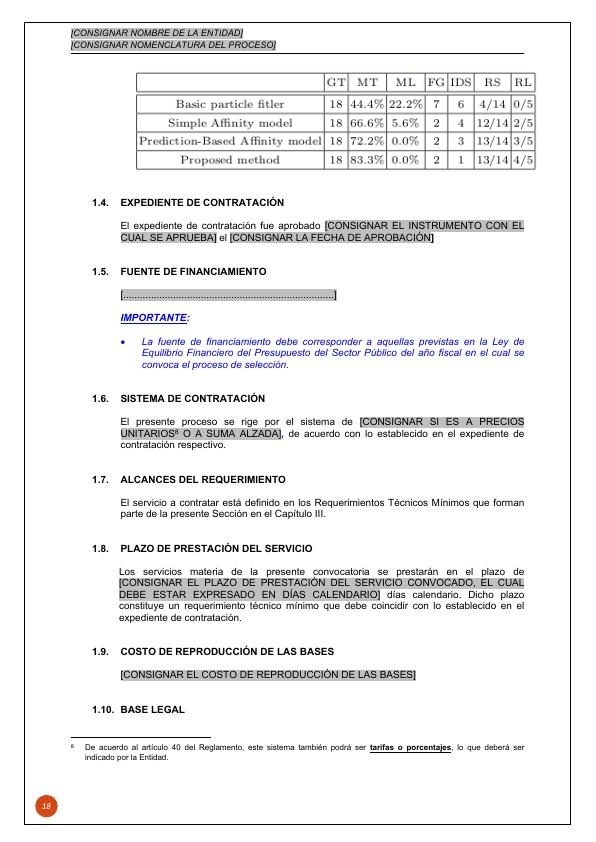 [CONSIGNAR NOMBRE DE LA ENTIDAD]
[CONSIGNAR NOMENCLATURA DEL PROCESO]
GT MT ML FG IDS RS RL
Basic particle fitler 18 44.4% 22.2% 7 6 4/14 0/5
Simple Affinity model 18 66.6% 5.6% 2 4 12/14 2/5
Prediction-Based Affinity model 18 72.2% 0.0% 2 3 13/14 3/5
Proposed method 18 83.3% 0.0% 2 1 13/14 4/5
1.4. EXPEDIENTE DE CONTRATACIÓN
El expediente de contratación fue aprobado [CONSIGNAR EL INSTRUMENTO CON EL
CUAL SE APRUEBA] el [CONSIGNAR LA FECHA DE APROBACIÓN]
1.5. FUENTE DE FINANCIAMIENTO
[............................................................................]
IMPORTANTE:
• La fuente de financiamiento debe corresponder a aquellas previstas en la Ley de
Equilibrio Financiero del Presupuesto del Sector Público del año fiscal en el cual se
convoca el proceso de selección.
1.6. SISTEMA DE CONTRATACIÓN
El presente proceso se rige por el sistema de [CONSIGNAR SI ES A PRECIOS
UNITARIOS⁸ O A SUMA ALZADA], de acuerdo con lo establecido en el expediente de
contratación respectivo.
1.7. ALCANCES DEL REQUERIMIENTO
El servicio a contratar está definido en los Requerimientos Técnicos Mínimos que forman
parte de la presente Sección en el Capítulo III.
1.8. PLAZO DE PRESTACIÓN DEL SERVICIO
Los servicios materia de la presente convocatoria se prestarán en el plazo de
[CONSIGNAR EL PLAZO DE PRESTACIÓN DEL SERVICIO CONVOCADO, EL CUAL
DEBE ESTAR EXPRESADO EN DÍAS CALENDARIO] días calendario. Dicho plazo
constituye un requerimiento técnico mínimo que debe coincidir con lo establecido en el
expediente de contratación.
1.9. COSTO DE REPRODUCCIÓN DE LAS BASES
[CONSIGNAR EL COSTO DE REPRODUCCIÓN DE LAS BASES]
1.10. BASE LEGAL
⁸ De acuerdo al artículo 40 del Reglamento, este sistema también podrá ser tarifas o porcentajes, lo que deberá ser
indicado por la Entidad.
18